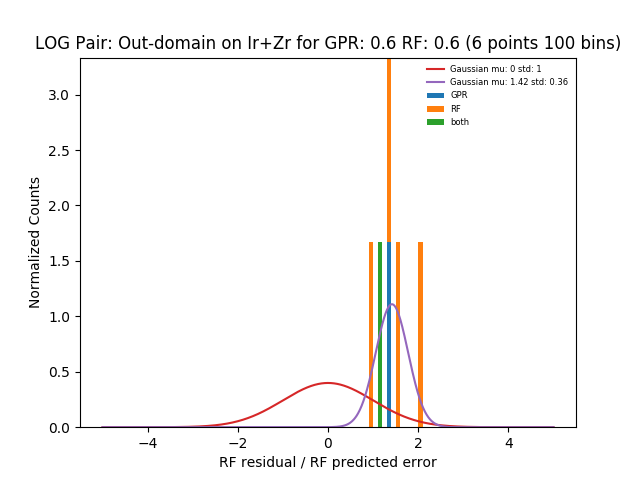 LOG Pair: Out-domain on Ir+Zr for GPR: 0.6 RF: 0.6 (6 points 100 bins)
Gaussian mu: 0 std: 1
Gaussian mu: 1.42 std: 0.36
GPR
RF
both
Normalized Counts
3.0
2.5
2.0
1.5
1.0
0.5
0.0
−4 −2 0 2 4
RF residual / RF predicted error